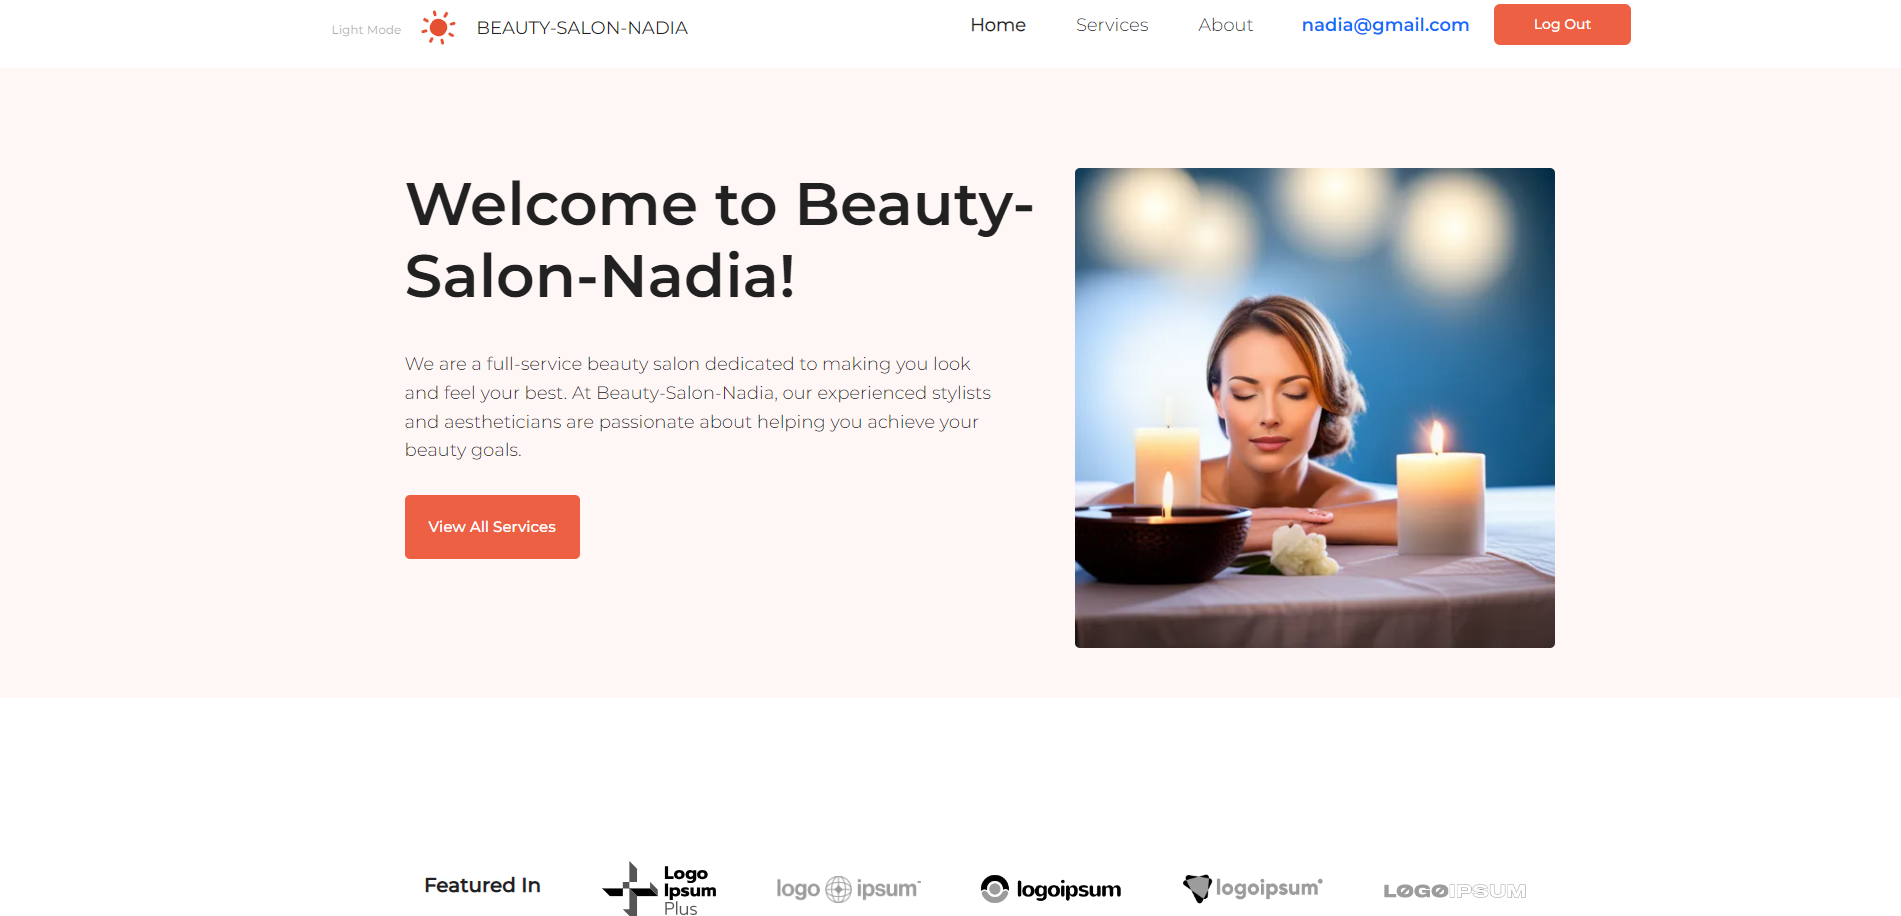 Light Mode
BEAUTY-SALON-NADIA
Home
Services
About
nadia@gmail.com
Log Out
Welcome to Beauty-
Salon-Nadia!
We are a full-service beauty salon dedicated to making you look
and feel your best. At Beauty-Salon-Nadia, our experienced stylists
and aestheticians are passionate about helping you achieve your
beauty goals.
View All Services
Featured In
Logo
Ipsum
Plus
logo ipsum™
logoipsum
logoipsum
LOGOIPSUM